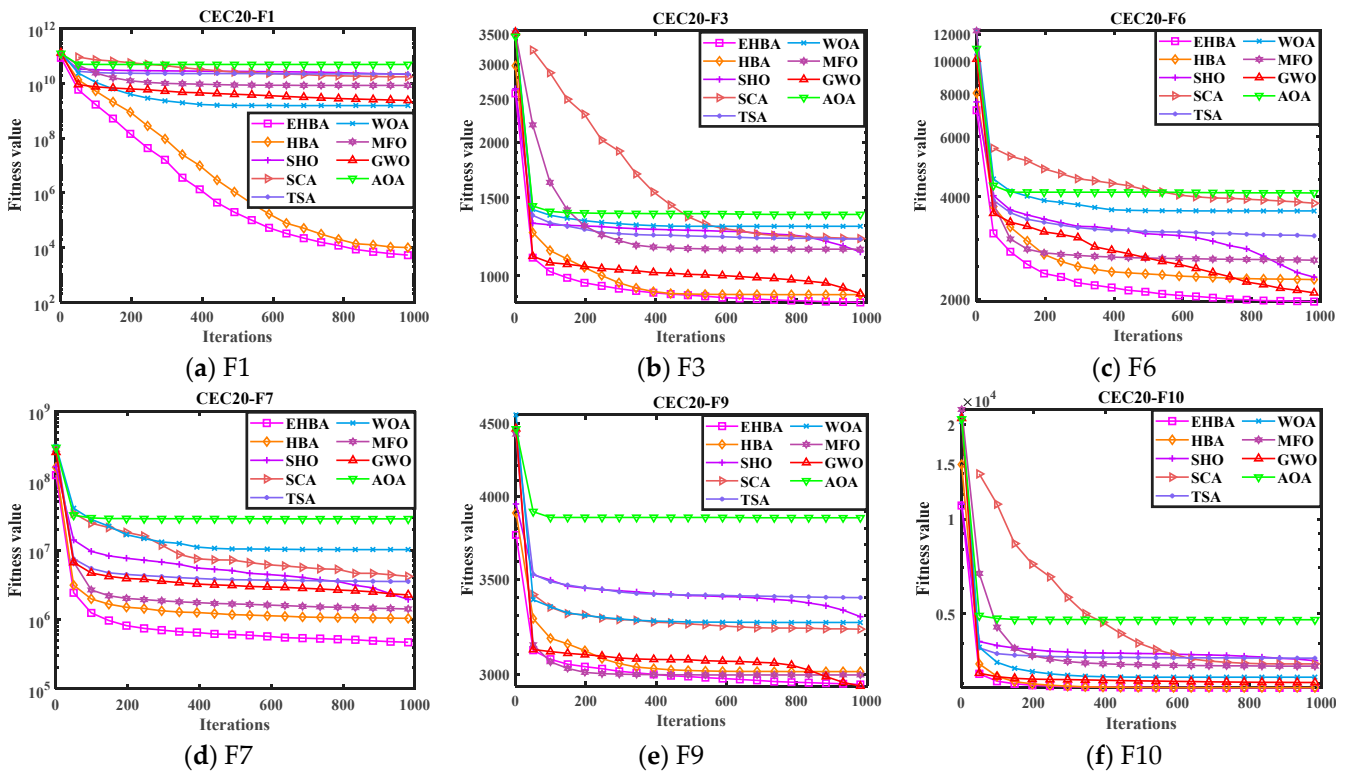 CEC20-F1
10^12
10^10
10^8
10^6
10^4
10^2
Fitness value
EHBA
HBA
SHO
SCA
TSA
WOA
MFO
GWO
AOA
0 200 400 600 800 1000
Iterations
(a) F1
CEC20-F3
3500
3000
2500
2000
1500
1000
Fitness value
EHBA
HBA
SHO
SCA
TSA
WOA
MFO
GWO
AOA
0 200 400 600 800 1000
Iterations
(b) F3
CEC20-F6
12000
10000
8000
6000
4000
2000
Fitness value
EHBA
HBA
SHO
SCA
TSA
WOA
MFO
GWO
AOA
0 200 400 600 800 1000
Iterations
(c) F6
CEC20-F7
10^9
10^8
10^7
10^6
10^5
Fitness value
EHBA
HBA
SHO
SCA
TSA
WOA
MFO
GWO
AOA
0 200 400 600 800 1000
Iterations
(d) F7
CEC20-F9
4500
4000
3500
3000
Fitness value
EHBA
HBA
SHO
SCA
TSA
WOA
MFO
GWO
AOA
0 200 400 600 800 1000
Iterations
(e) F9
CEC20-F10
× 10^4
2
1.5
1
0.5
Fitness value
EHBA
HBA
SHO
SCA
TSA
WOA
MFO
GWO
AOA
0 200 400 600 800 1000
Iterations
(f) F10